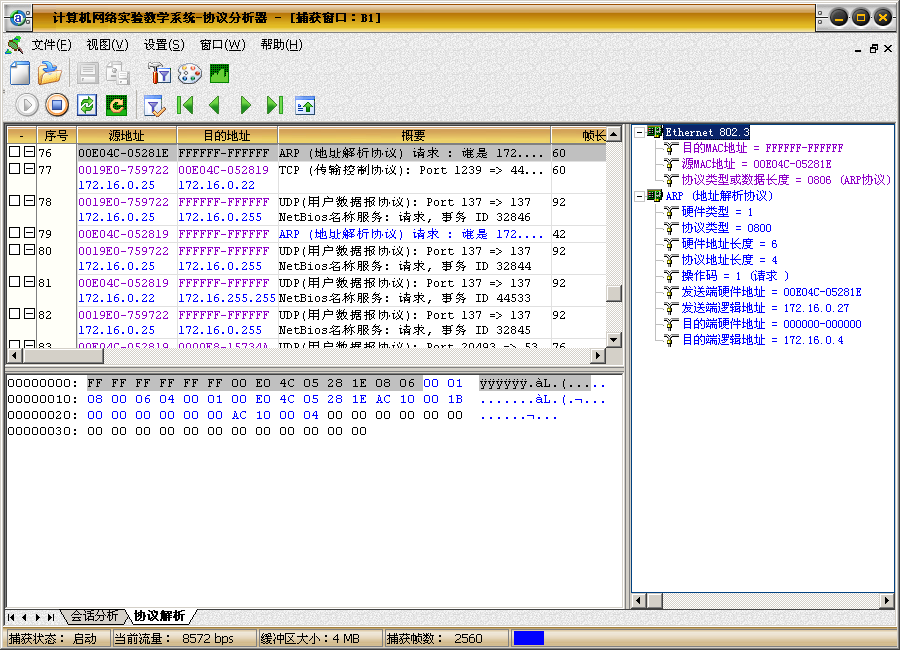 计算机网络实验教学系统-协议分析器 - [捕获窗口：B1]
文件(F) 视图(V) 设置(S) 窗口(W) 帮助(H)
- 序号 源地址 目的地址 概要 帧长
76 00E04C-05281E FFFFFF-FFFFFF ARP (地址解析协议) 请求 : 谁是 172.... 60
77 0019E0-759722 00E04C-052819 TCP (传输控制协议): Port 1239 => 44... 60
172.16.0.25 172.16.0.22
78 0019E0-759722 FFFFFF-FFFFFF UDP(用户数据报协议): Port 137 => 137 92
172.16.0.25 172.16.0.255 NetBios名称服务: 请求, 事务 ID 32846
79 00E04C-052819 FFFFFF-FFFFFF ARP (地址解析协议) 请求 : 谁是 172.... 42
80 0019E0-759722 FFFFFF-FFFFFF UDP(用户数据报协议): Port 137 => 137 92
172.16.0.25 172.16.0.255 NetBios名称服务: 请求, 事务 ID 32844
81 00E04C-052819 FFFFFF-FFFFFF UDP(用户数据报协议): Port 137 => 137 92
172.16.0.22 172.16.255.255 NetBios名称服务: 请求, 事务 ID 44533
82 0019E0-759722 FFFFFF-FFFFFF UDP(用户数据报协议): Port 137 => 137 92
172.16.0.25 172.16.0.255 NetBios名称服务: 请求, 事务 ID 32845
83 00E04C-052819 0000E8-15734A UDP(用户数据报协议): Port 20493 => 53 76
Ethernet 802.3
目的MAC地址 = FFFFFF-FFFFFF
源MAC地址 = 00E04C-05281E
协议类型或数据长度 = 0806 (ARP协议)
ARP (地址解析协议)
硬件类型 = 1
协议类型 = 0800
硬件地址长度 = 6
协议地址长度 = 4
操作码 = 1 (请求 )
发送端硬件地址 = 00E04C-05281E
发送端逻辑地址 = 172.16.0.27
目的端硬件地址 = 000000-000000
目的端逻辑地址 = 172.16.0.4
00000000: FF FF FF FF FF FF 00 E0 4C 05 28 1E 08 06 00 01 ÿÿÿÿÿÿ.àL.(.....
00000010: 08 00 06 04 00 01 00 E0 4C 05 28 1E AC 10 00 1B .......àL.(.¬...
00000020: 00 00 00 00 00 00 AC 10 00 04 00 00 00 00 00 00 ......¬...
00000030: 00 00 00 00 00 00 00 00 00 00 00 00
会话分析 协议解析
捕获状态： 启动 当前流量： 8572 bps 缓冲区大小：4 MB 捕获帧数： 2560